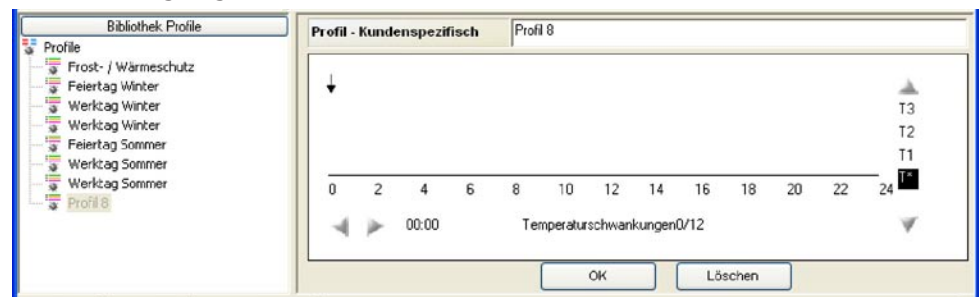 Bibliothek Profile
Profile
Frost- / Wärmeschutz
Feiertag Winter
Werktag Winter
Werktag Winter
Feiertag Sommer
Werktag Sommer
Werktag Sommer
Profil 8
Profil - Kundenspezifisch Profil 8
T3
T2
T1
T*
0 2 4 6 8 10 12 14 16 18 20 22 24
00:00 Temperaturschwankungen0/12
OK Löschen